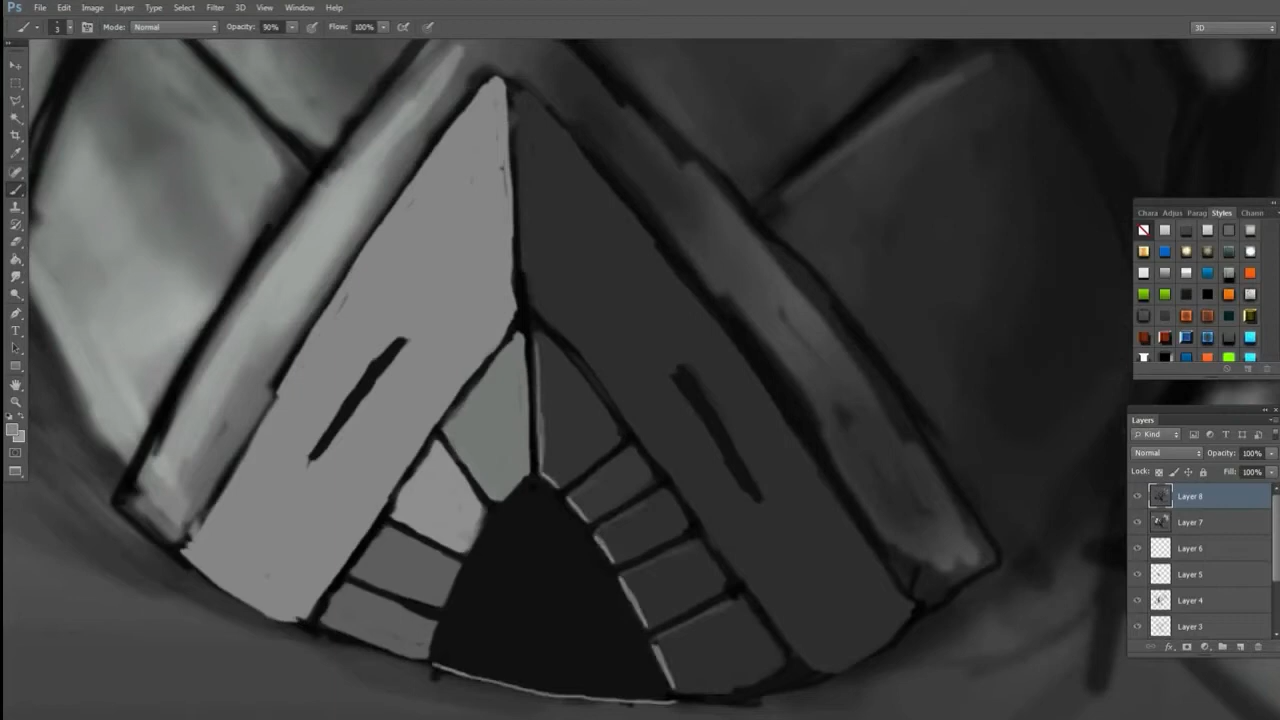 Ps File Edit Image Layer Type Select Filter 3D View Window Help
3 Mode: Normal Opacity: 90% Flow: 100% 3D
Chara Adjus Parag Styles Chann
Layers
Kind
Normal Opacity: 100%
Lock: Fill: 100%
Layer 8
Layer 7
Layer 6
Layer 5
Layer 4
Layer 3